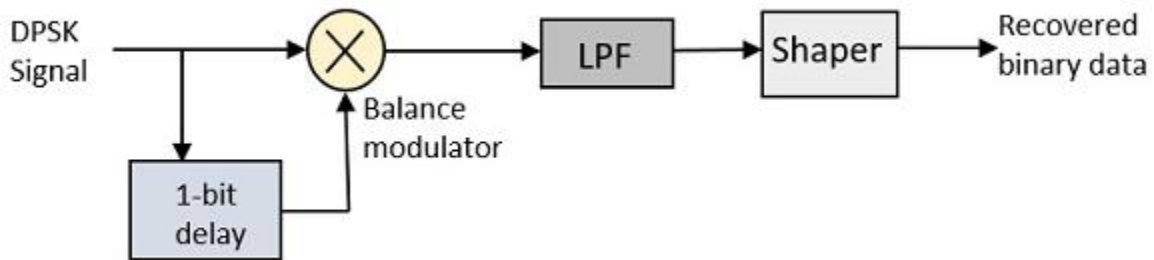 DPSK
Signal
LPF
Shaper
Recovered
binary data
Balance
modulator
1-bit
delay